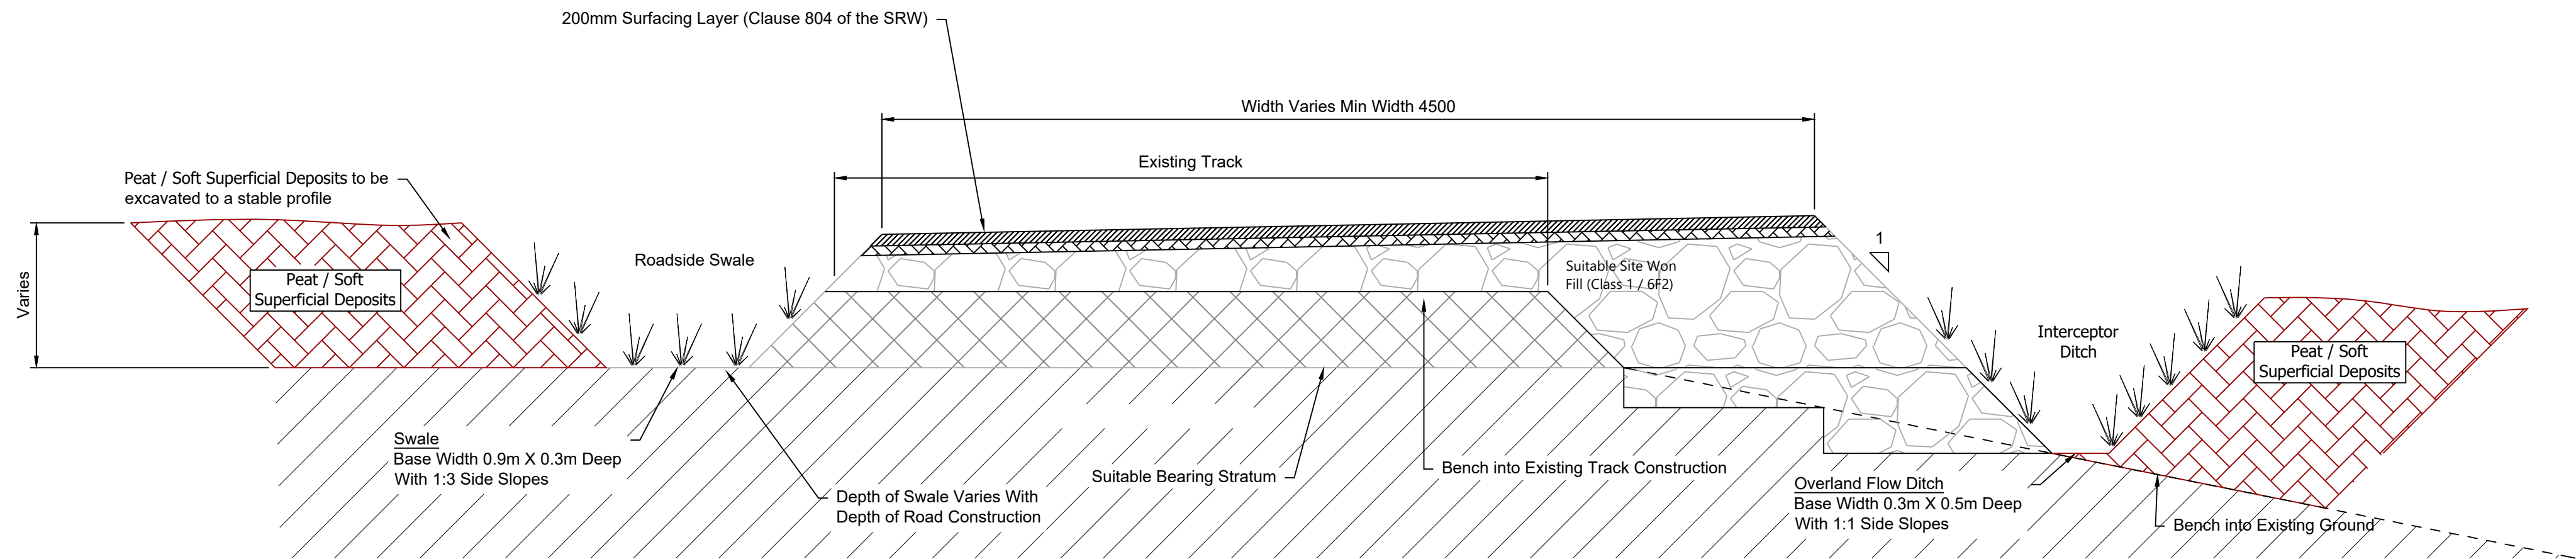 200mm Surfacing Layer (Clause 804 of the SRW)
Width Varies Min Width 4500
Existing Track
Peat / Soft Superficial Deposits to be
excavated to a stable profile
Varies
Peat / Soft
Superficial Deposits
Roadside Swale
Suitable Site Won
Fill (Class 1 / 6F2)
1
Interceptor
Ditch
Peat / Soft
Superficial Deposits
Swale
Base Width 0.9m X 0.3m Deep
With 1:3 Side Slopes
Depth of Swale Varies With
Depth of Road Construction
Suitable Bearing Stratum
Bench into Existing Track Construction
Overland Flow Ditch
Base Width 0.3m X 0.5m Deep
With 1:1 Side Slopes
Bench into Existing Ground